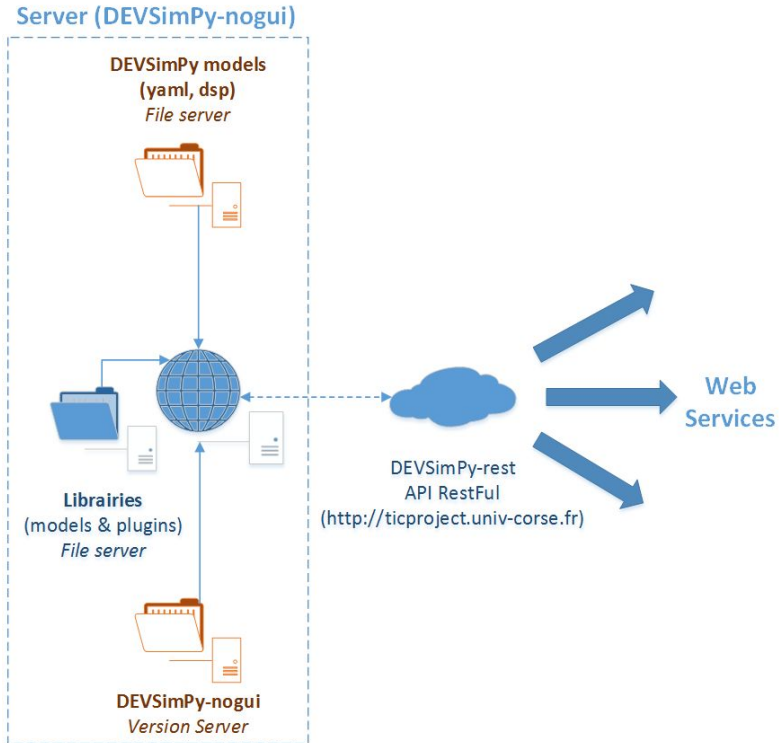 Server (DEVSimPy-nogui)
DEVSimPy models
(yaml, dsp)
File server
Librairies
(models & plugins)
File server
DEVSimPy-nogui
Version Server
DEVSimPy-rest
API RestFul
(http://ticproject.univ-corse.fr)
Web
Services